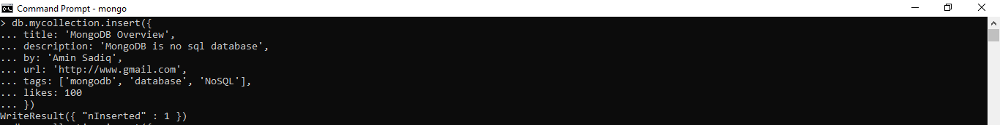 Command Prompt - mongo
> db.mycollection.insert({
... title: 'MongoDB Overview',
... description: 'MongoDB is no sql database',
... by: 'Amin Sadiq',
... url: 'http://www.gmail.com',
... tags: ['mongodb', 'database', 'NoSQL'],
... likes: 100
... })
WriteResult({ "nInserted" : 1 })